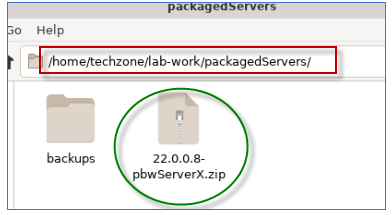 packagedServers
Go Help
/home/techzone/lab-work/packagedServers/
backups
22.0.0.8-
pbwServerX.zip